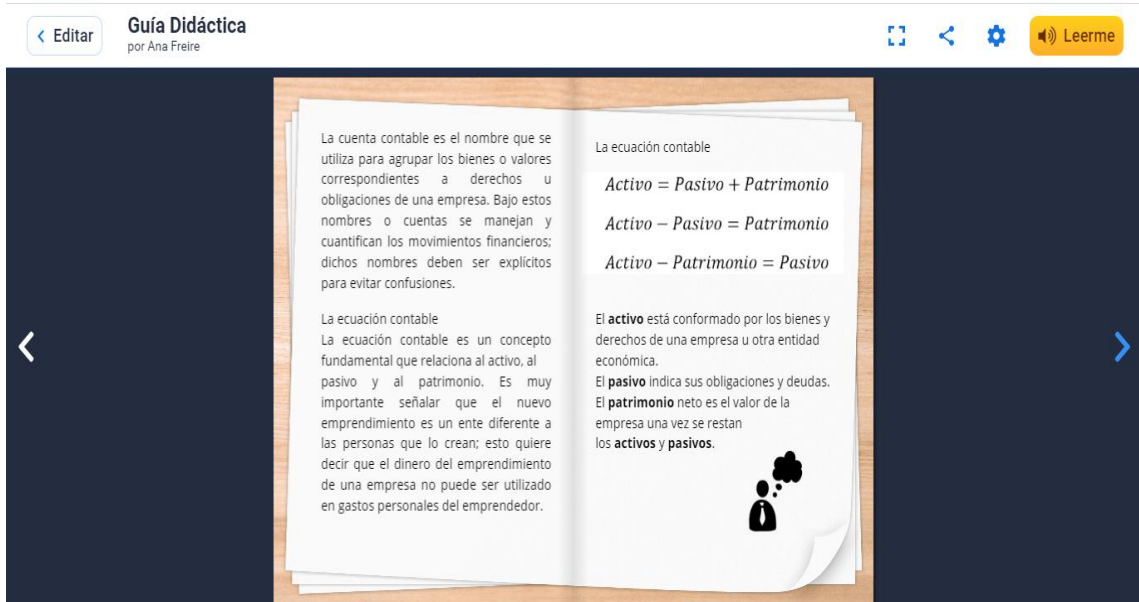 Editar
Guía Didáctica
por Ana Freire
Leerme
La cuenta contable es el nombre que se
utiliza para agrupar los bienes o valores
correspondientes a derechos u
obligaciones de una empresa. Bajo estos
nombres o cuentas se manejan y
cuantifican los movimientos financieros;
dichos nombres deben ser explícitos
para evitar confusiones.
La ecuación contable
La ecuación contable es un concepto
fundamental que relaciona al activo, al
pasivo y al patrimonio. Es muy
importante señalar que el nuevo
emprendimiento es un ente diferente a
las personas que lo crean; esto quiere
decir que el dinero del emprendimiento
de una empresa no puede ser utilizado
en gastos personales del emprendedor.
La ecuación contable
Activo = Pasivo + Patrimonio
Activo − Pasivo = Patrimonio
Activo − Patrimonio = Pasivo
El activo está conformado por los bienes y
derechos de una empresa u otra entidad
económica.
El pasivo indica sus obligaciones y deudas.
El patrimonio neto es el valor de la
empresa una vez se restan
los activos y pasivos.